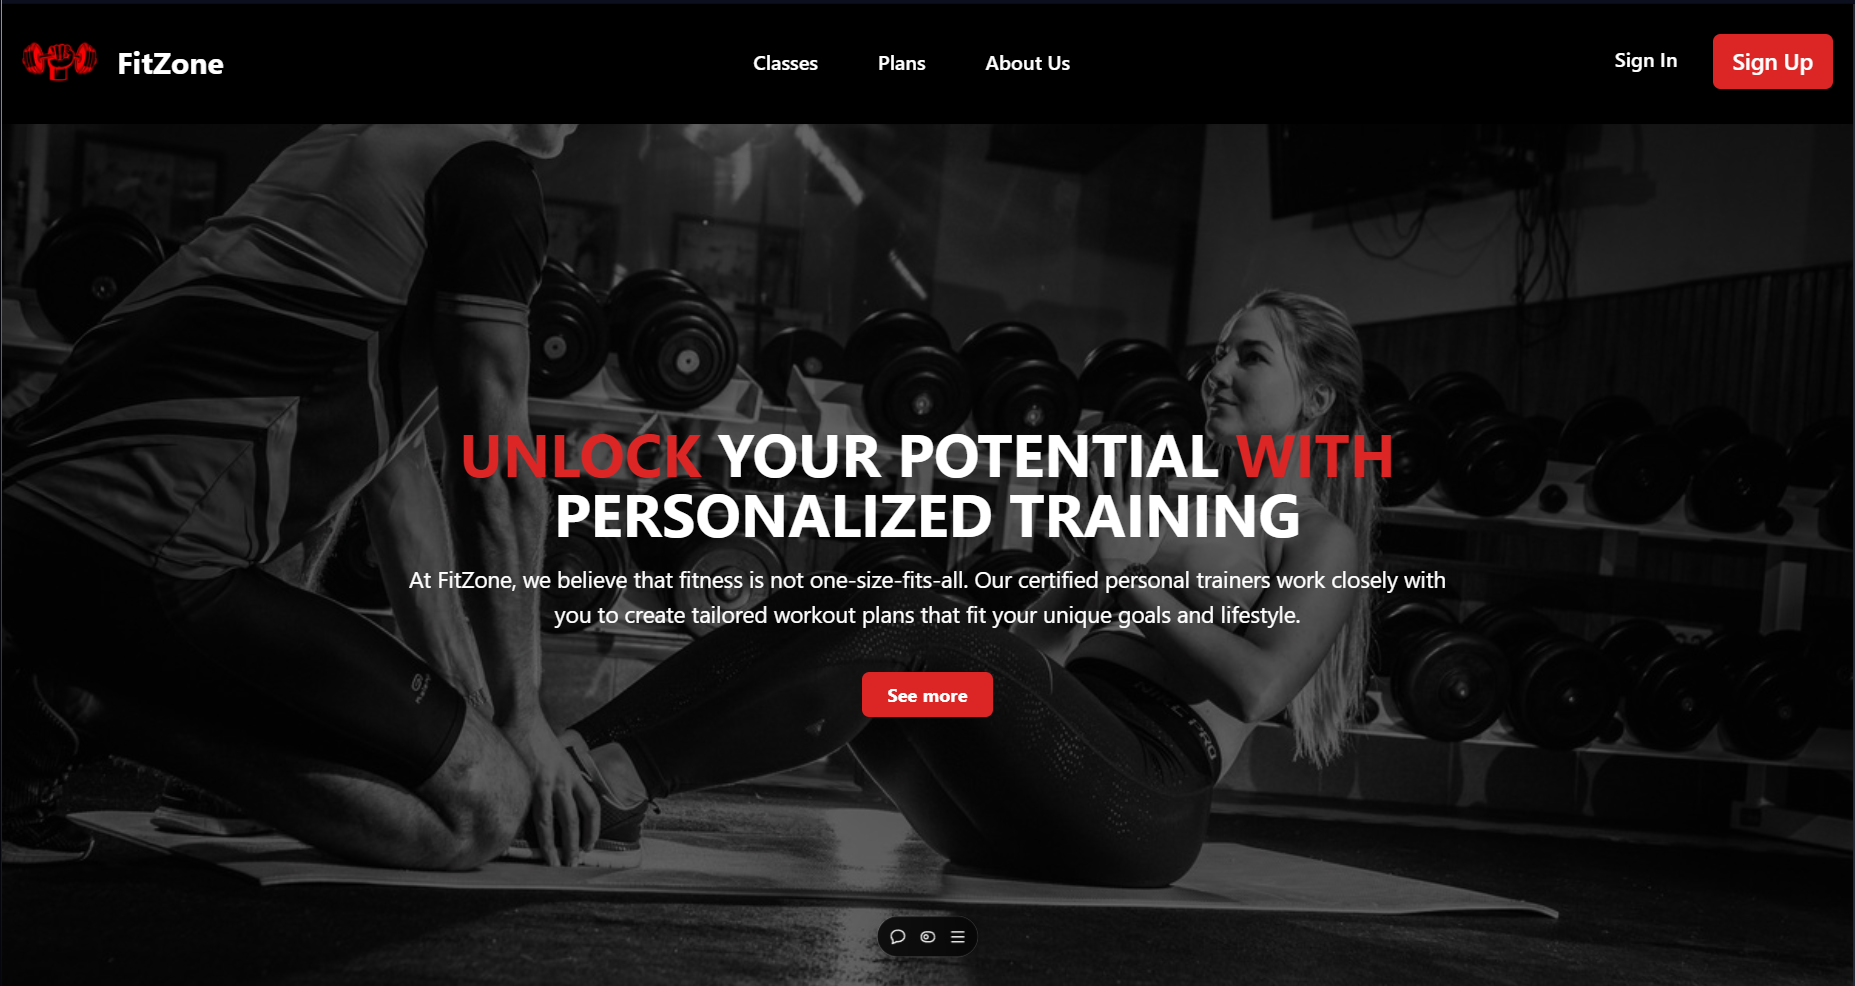 FitZone
Classes
Plans
About Us
Sign In
Sign Up
UNLOCK YOUR POTENTIAL WITH
PERSONALIZED TRAINING
At FitZone, we believe that fitness is not one-size-fits-all. Our certified personal trainers work closely with
you to create tailored workout plans that fit your unique goals and lifestyle.
See more